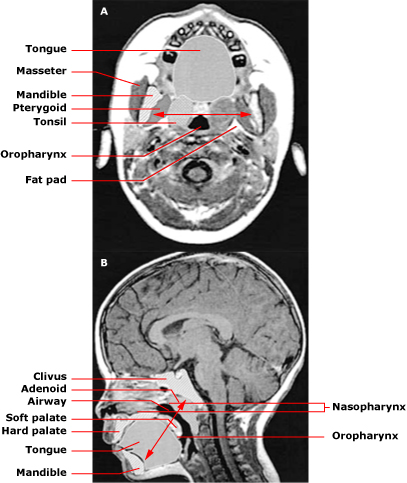 A
Tongue
Masseter
Mandible
Pterygoid
Tonsil
Oropharynx
Fat pad
B
Clivus
Adenoid
Airway
Soft palate
Hard palate
Tongue
Mandible
Nasopharynx
Oropharynx